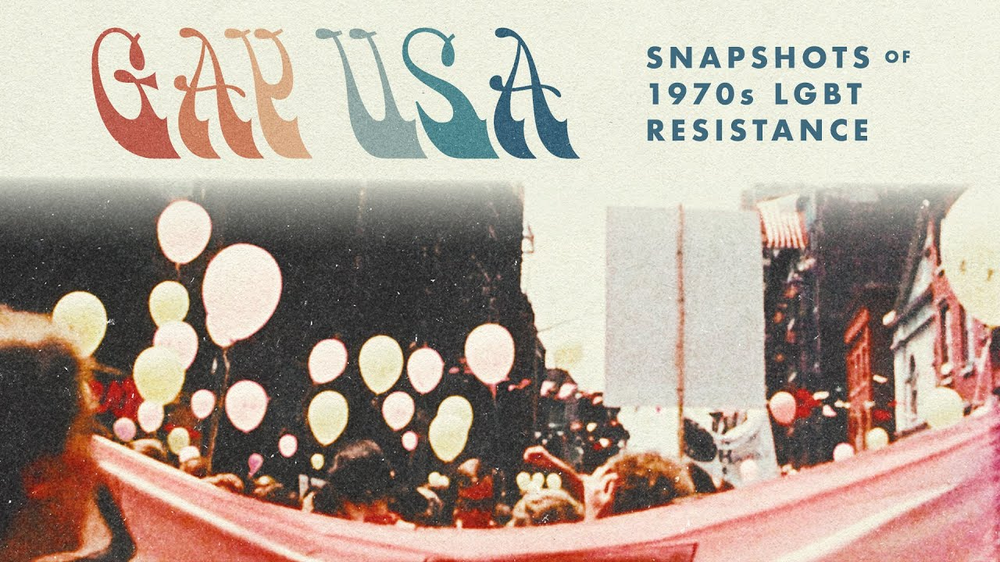 GAY USA
SNAPSHOTS OF
1970s LGBT
RESISTANCE